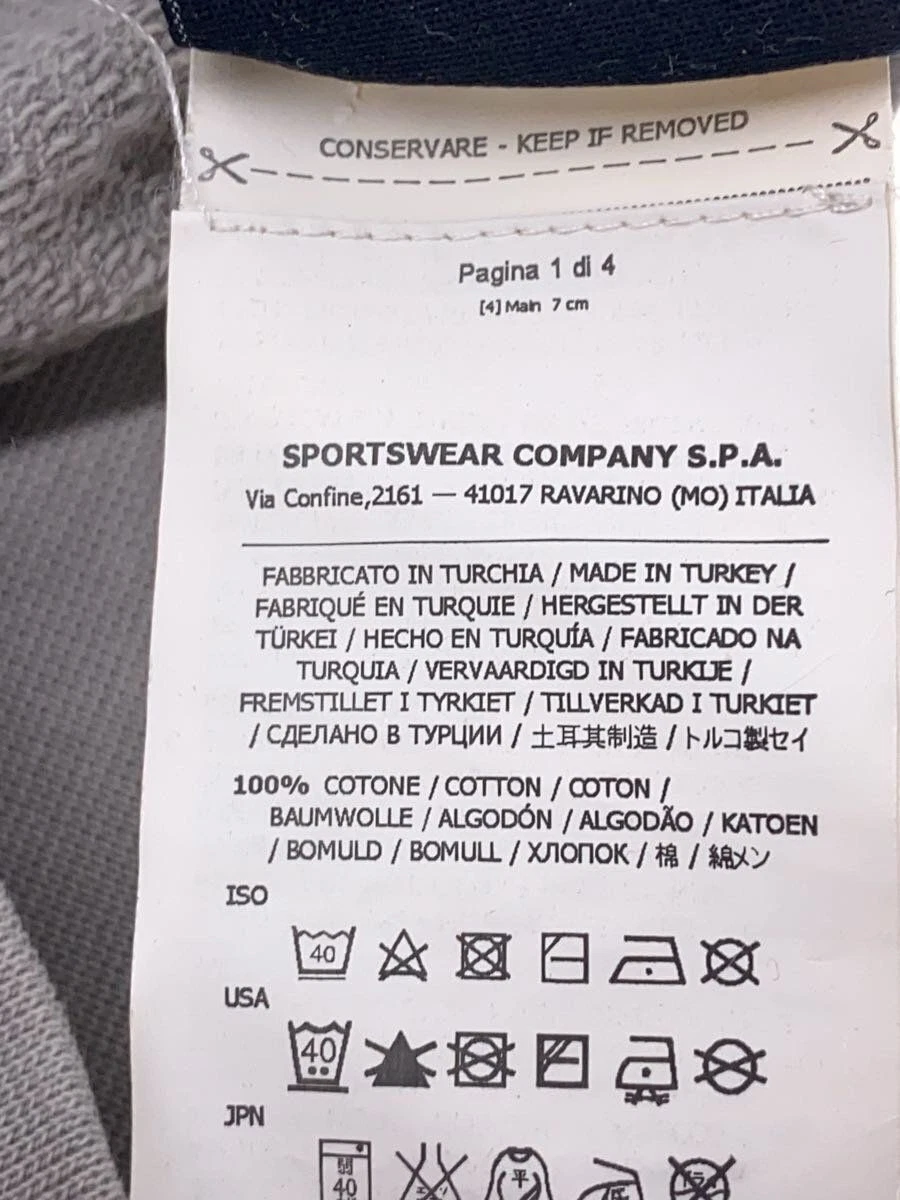 CONSERVARE - KEEP IF REMOVED
Pagina 1 di 4
[4] Main 7 cm
SPORTSWEAR COMPANY S.P.A.
Via Confine,2161 — 41017 RAVARINO (MO) ITALIA
FABBRICATO IN TURCHIA / MADE IN TURKEY /
FABRIQUÉ EN TURQUIE / HERGESTELLT IN DER
TÜRKEI / HECHO EN TURQUÍA / FABRICADO NA
TURQUIA / VERVAARDIGD IN TURKIJE /
FREMSTILLET I TYRKIET / TILLVERKAD I TURKIET
/ СДЕЛАНО В ТУРЦИИ / 土耳其制造 / トルコ製セイ
100% COTONE / COTTON / COTON /
BAUMWOLLE / ALGODÓN / ALGODÃO / KATOEN
/ BOMULD / BOMULL / ХЛОПОК / 棉 / 綿メン
ISO
40
USA
40
JPN
弱
40
平